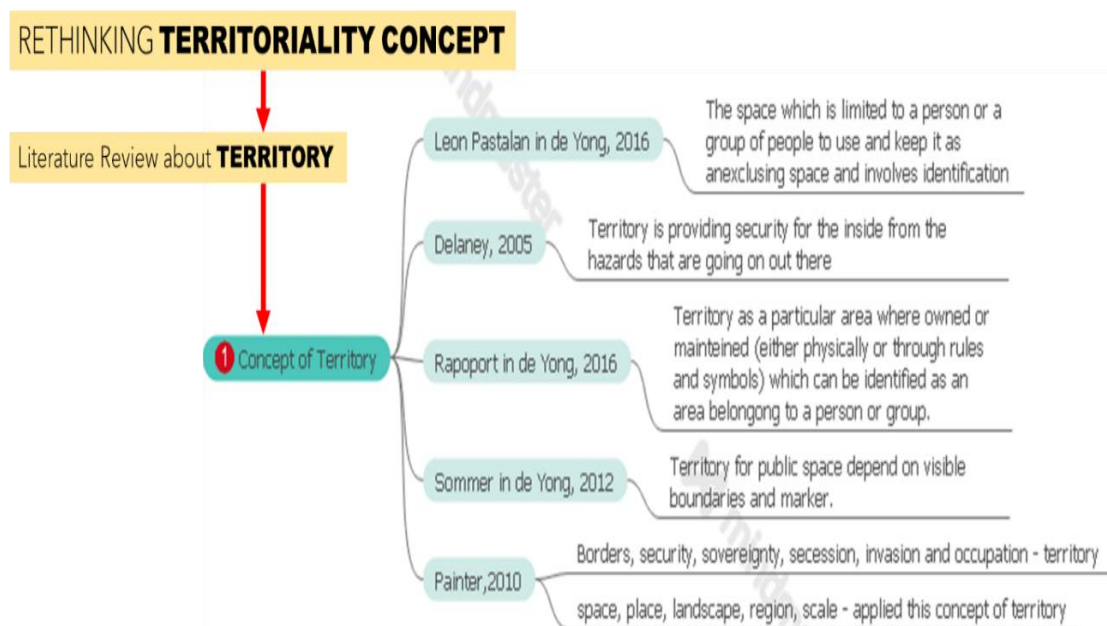 RETHINKING TERRITORIALITY CONCEPT
Literature Review about TERRITORY
1 Concept of Territory
Leon Pastalan in de Yong, 2016
The space which is limited to a person or a
group of people to use and keep it as
anexclusing space and involves identification
Delaney, 2005
Territory is providing security for the inside from the
hazards that are going on out there
Rapoport in de Yong, 2016
Territory as a particular area where owned or
mainteined (either physically or through rules
and symbols) which can be identified as an
area belongong to a person or group.
Sommer in de Yong, 2012
Territory for public space depend on visible
boundaries and marker.
Painter,2010
Borders, security, sovereignty, secession, invasion and occupation - territory
space, place, landscape, region, scale - applied this concept of territory